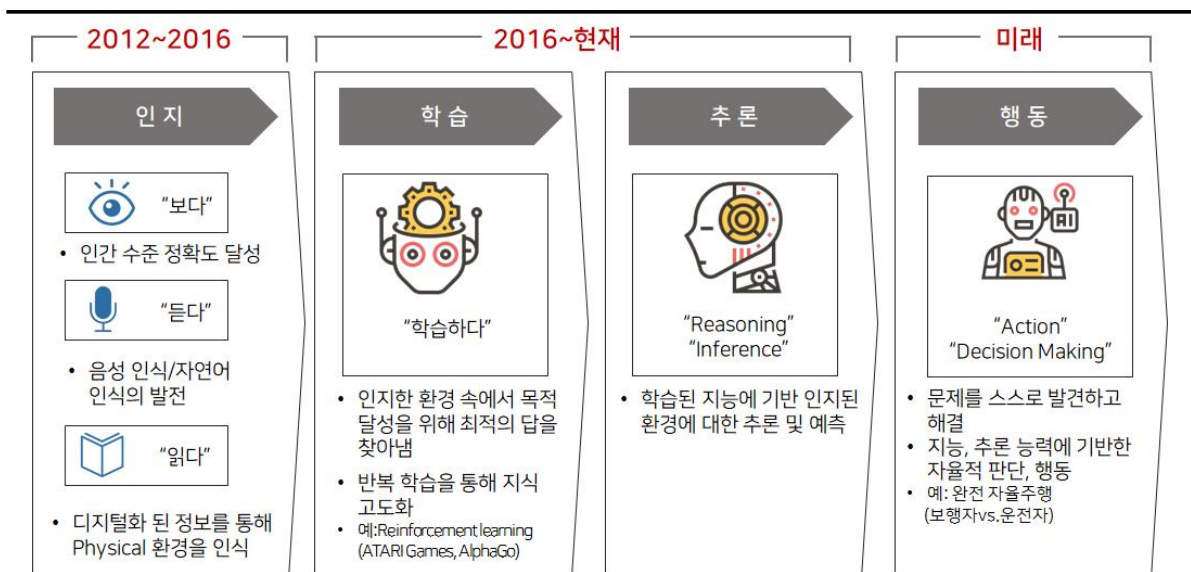 2012~2016
2016~현재
미래
인 지
학 습
추 론
행 동
“보다”
• 인간 수준 정확도 달성
“듣다”
• 음성 인식/자연어
인식의 발전
“읽다”
• 디지털화 된 정보를 통해
Physical 환경을 인식
“학습하다”
• 인지한 환경 속에서 목적
달성을 위해 최적의 답을
찾아냄
• 반복 학습을 통해 지식
고도화
• 예:Reinforcement learning
(ATARI Games, AlphaGo)
“Reasoning”
“Inference”
• 학습된 지능에 기반 인지된
환경에 대한 추론 및 예측
AI
“Action”
“Decision Making”
• 문제를 스스로 발견하고
해결
• 지능, 추론 능력에 기반한
자율적 판단, 행동
• 예: 완전 자율주행
(보행자vs.운전자)